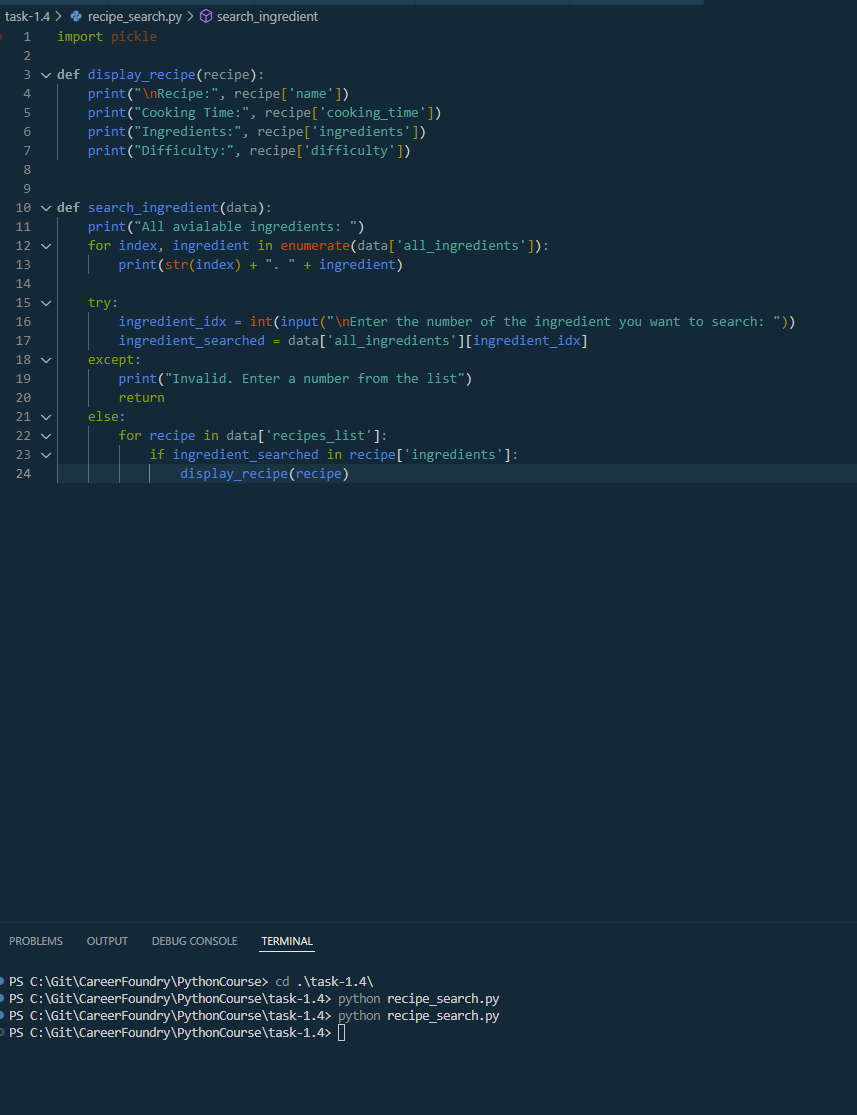 task-1.4 > recipe_search.py > search_ingredient
1 import pickle
2
3 def display_recipe(recipe):
4     print("\nRecipe:", recipe['name'])
5     print("Cooking Time:", recipe['cooking_time'])
6     print("Ingredients:", recipe['ingredients'])
7     print("Difficulty:", recipe['difficulty'])
8
9
10 def search_ingredient(data):
11     print("All avialable ingredients: ")
12     for index, ingredient in enumerate(data['all_ingredients']):
13         print(str(index) + ". " + ingredient)
14
15     try:
16         ingredient_idx = int(input("\nEnter the number of the ingredient you want to search: "))
17         ingredient_searched = data['all_ingredients'][ingredient_idx]
18     except:
19         print("Invalid. Enter a number from the list")
20         return
21     else:
22         for recipe in data['recipes_list']:
23             if ingredient_searched in recipe['ingredients']:
24                 display_recipe(recipe)
PROBLEMS OUTPUT DEBUG CONSOLE TERMINAL
PS C:\Git\CareerFoundry\PythonCourse> cd .\task-1.4\
PS C:\Git\CareerFoundry\PythonCourse\task-1.4> python recipe_search.py
PS C:\Git\CareerFoundry\PythonCourse\task-1.4> python recipe_search.py
PS C:\Git\CareerFoundry\PythonCourse\task-1.4>